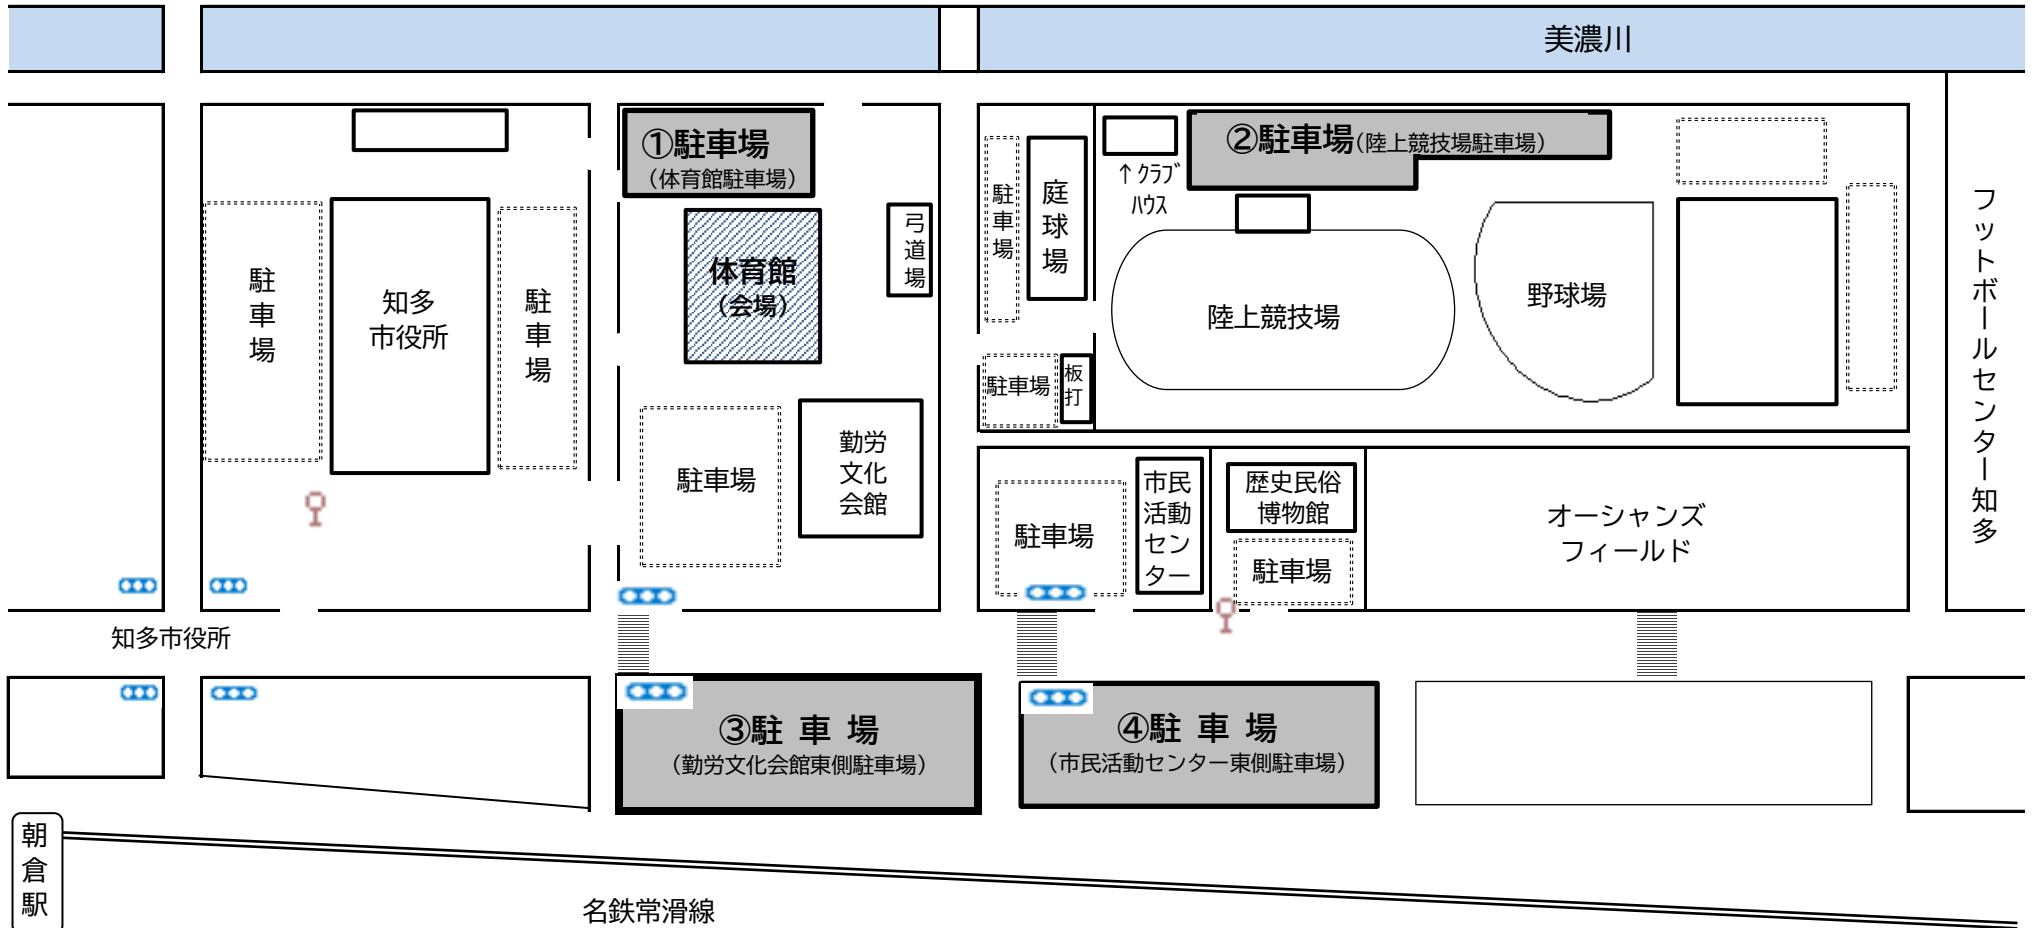 美濃川
①駐車場
（体育館駐車場）
②駐車場（陸上競技場駐車場）
↑クラブ
ハウス
駐車場
庭球場
弓道場
体育館
（会場）
駐車場
知多
市役所
駐車場
陸上競技場
野球場
フットボールセンター知多
駐車場
板打
駐車場
勤労
文化
会館
駐車場
市民
活動
セン
ター
歴史民俗
博物館
駐車場
オーシャンズ
フィールド
知多市役所
③駐 車 場
（勤労文化会館東側駐車場）
④駐 車 場
（市民活動センター東側駐車場）
朝倉駅
名鉄常滑線